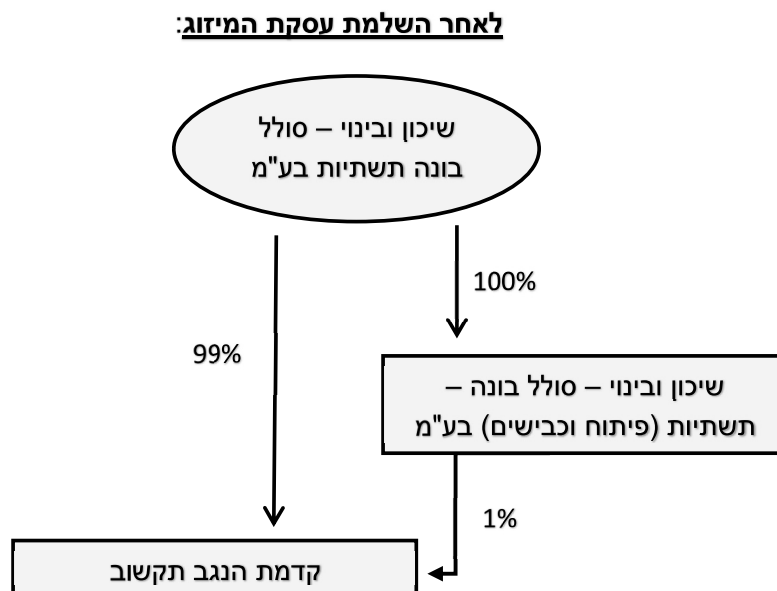 לאחר השלמת עסקת המיזוג:
שיכון ובינוי – סולל
בונה תשתיות בע"מ
100%
99%
שיכון ובינוי – סולל בונה –
תשתיות (פיתוח וכבישים) בע"מ
1%
קדמת הנגב תקשוב